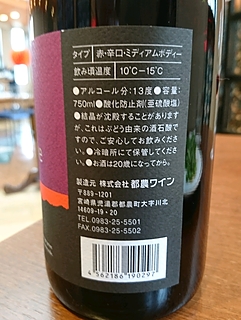 タイプ 赤・辛口・ミディアムボディー
飲み頃温度 10℃−15℃
●アルコール分：13度 ●容量：
750ml ●酸化防止剤（亜硫酸塩）
●結晶が沈殿することがあります
が、これはぶどう由来の酒石酸で
すので、ご安心してお飲みくださ
い。 ●冷暗所にて保管してくださ
い。 ●お酒は20歳になってから。
製造元 株式会社 都農ワイン
〒889-1201
宮崎県児湯郡都農町大字川北
14609-19・20
TEL.0983-25-5501
FAX.0983-25-5502
4562186190297